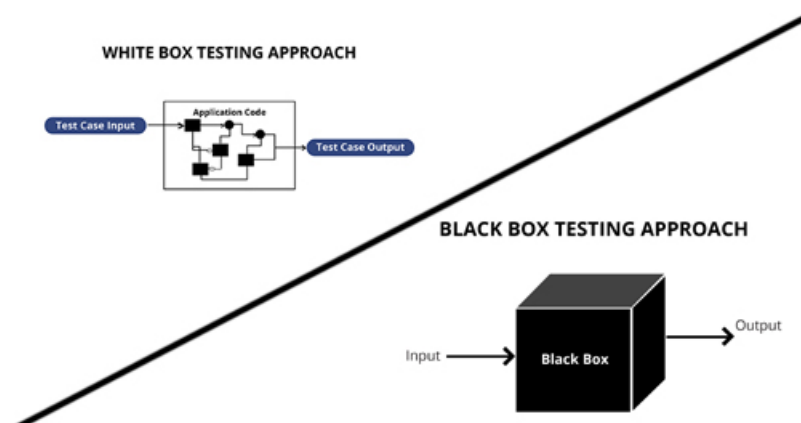 WHITE BOX TESTING APPROACH
Application Code
Test Case Input
Test Case Output
BLACK BOX TESTING APPROACH
Input
Black Box
Output